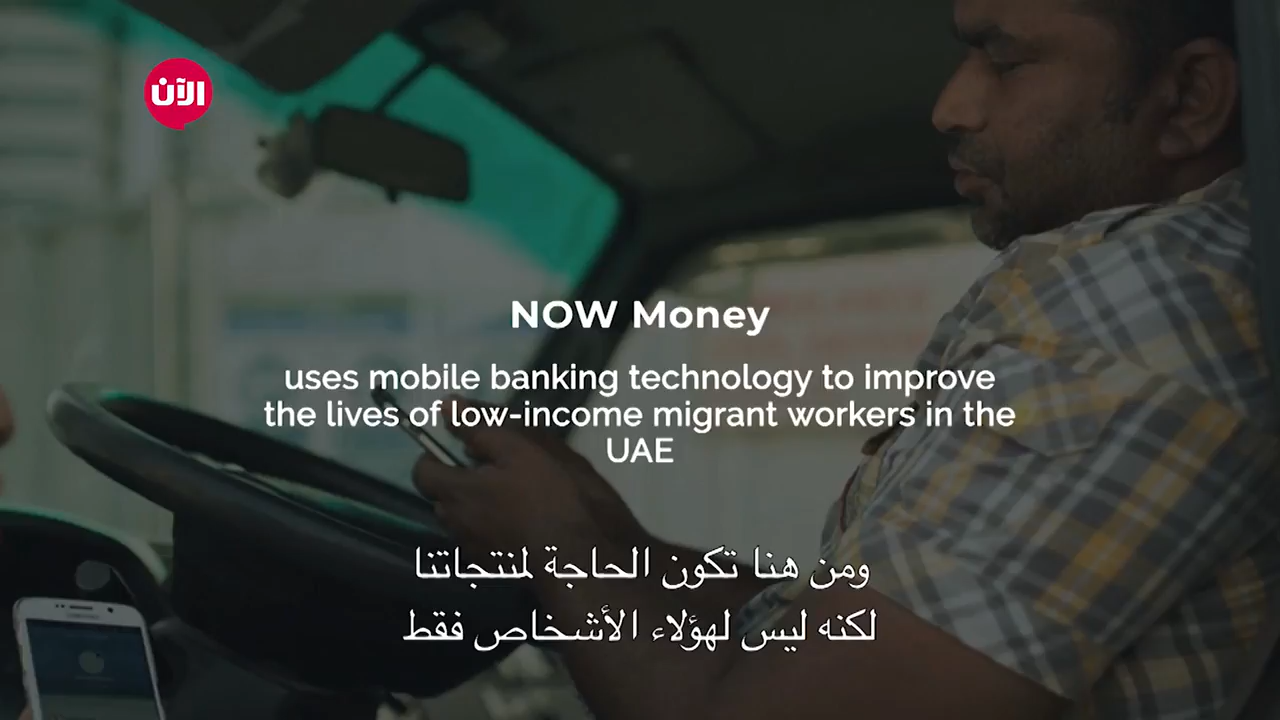 الآن
NOW Money
uses mobile banking technology to improve
the lives of low-income migrant workers in the
UAE
ومن هنا تكون الحاجة لمنتجاتنا
لكنه ليس لهؤلاء الأشخاص فقط